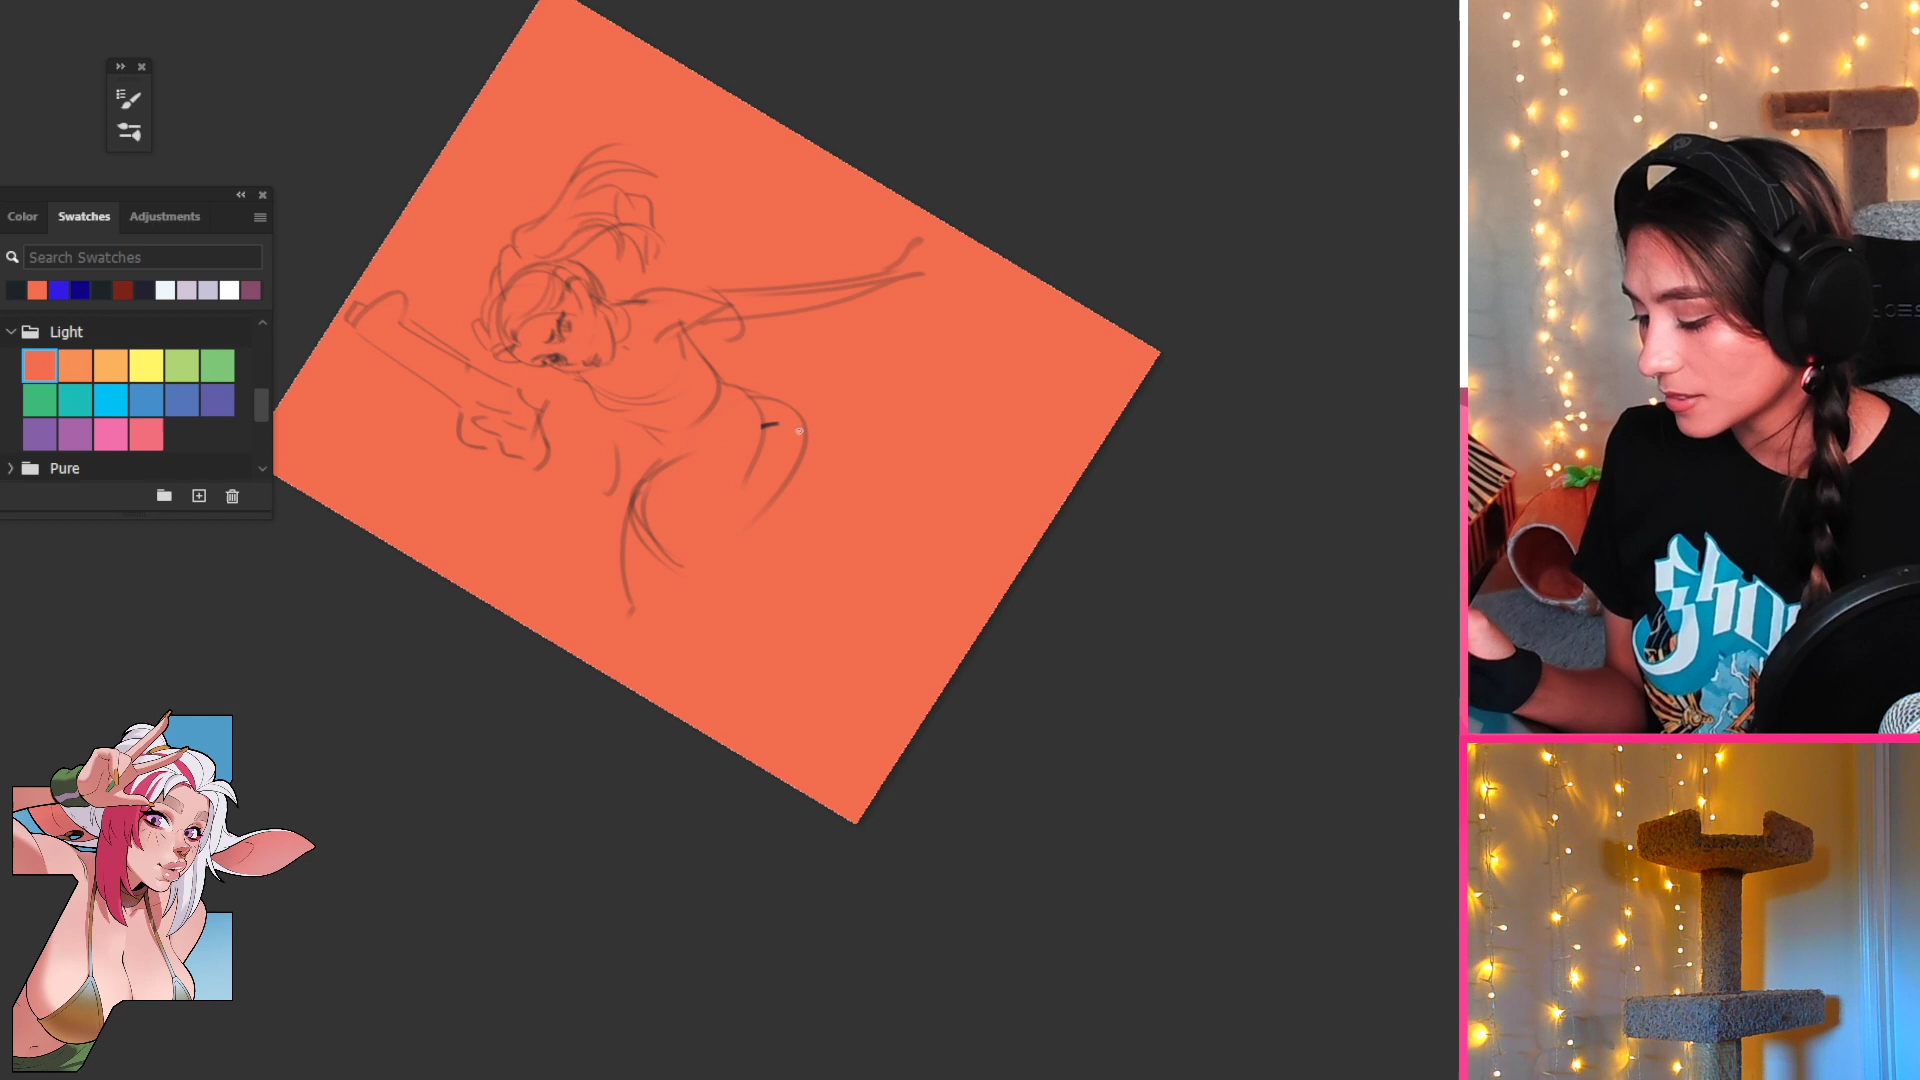 Color
Swatches
Adjustments
Search Swatches
Light
Pure